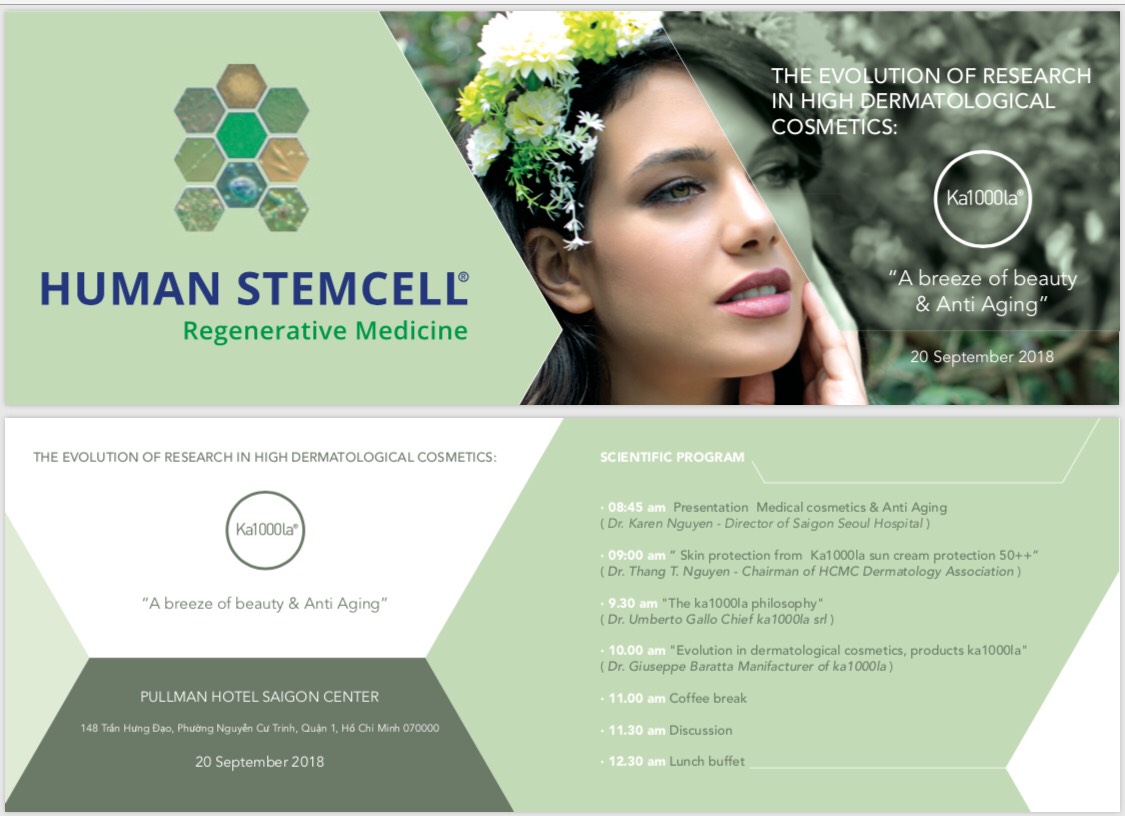 HUMAN STEMCELL®
Regenerative Medicine
THE EVOLUTION OF RESEARCH
IN HIGH DERMATOLOGICAL
COSMETICS:
Ka1000la®
“A breeze of beauty
& Anti Aging”
20 September 2018
THE EVOLUTION OF RESEARCH IN HIGH DERMATOLOGICAL COSMETICS:
Ka1000la®
“A breeze of beauty & Anti Aging”
PULLMAN HOTEL SAIGON CENTER
148 Trần Hưng Đạo, Phường Nguyễn Cư Trinh, Quận 1, Hồ Chí Minh 070000
20 September 2018
SCIENTIFIC PROGRAM
· 08:45 am Presentation Medical cosmetics & Anti Aging
( Dr. Karen Nguyen - Director of Saigon Seoul Hospital )
· 09:00 am “ Skin protection from Ka1000la sun cream protection 50++”
( Dr. Thang T. Nguyen - Chairman of HCMC Dermatology Association )
· 9.30 am "The ka1000la philosophy"
( Dr. Umberto Gallo Chief ka1000la srl )
· 10.00 am "Evolution in dermatological cosmetics, products ka1000la"
( Dr. Giuseppe Baratta Manifacturer of ka1000la )
· 11.00 am Coffee break
· 11.30 am Discussion
· 12.30 am Lunch buffet